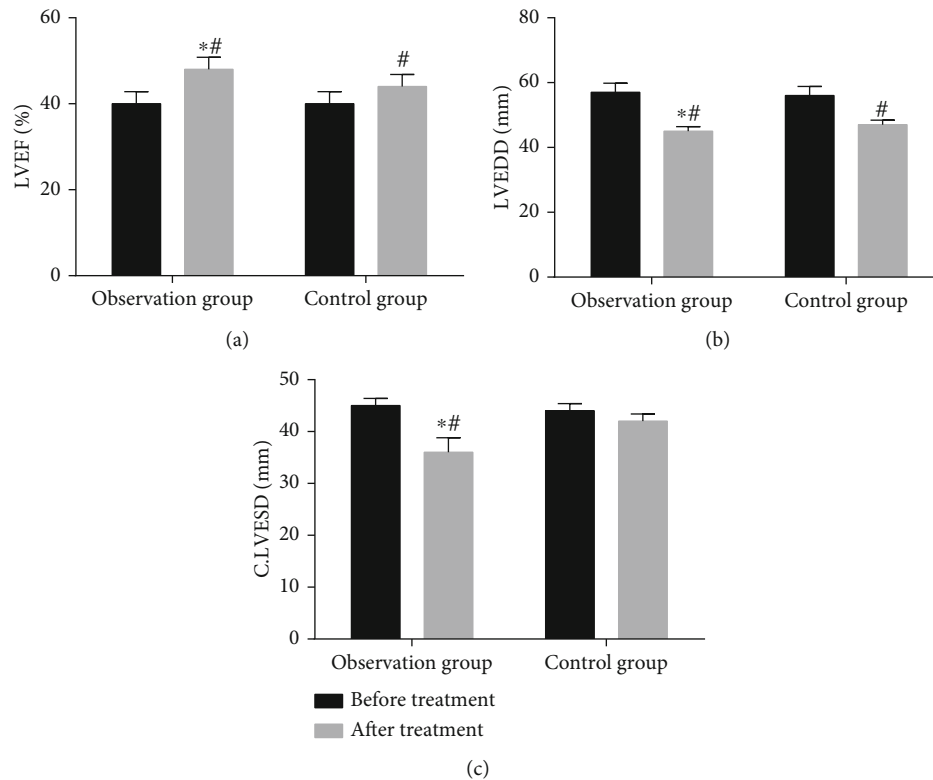 60
40
20
0
LVEF (%)
*#
#
Observation group
Control group
(a)
80
60
40
20
0
LVEDD (mm)
*#
#
Observation group
Control group
(b)
50
40
30
20
10
0
C.LVESD (mm)
*#
Observation group
Control group
Before treatment
After treatment
(c)